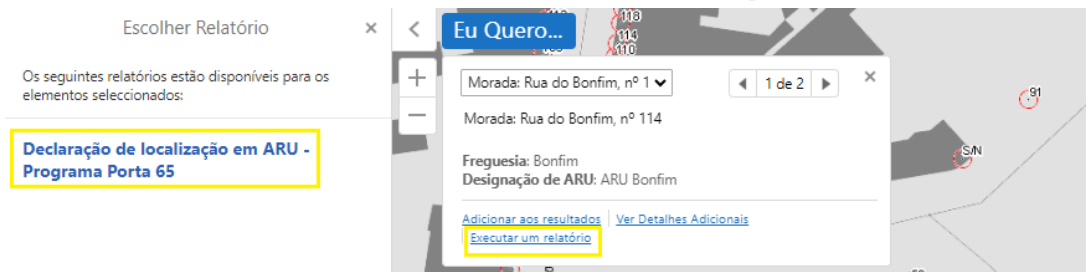 Escolher Relatório
Os seguintes relatórios estão disponíveis para os
elementos seleccionados:
Declaração de localização em ARU -
Programa Porta 65
Eu Quero...
118
114
110
Morada: Rua do Bonfim, nº 1
1 de 2
Morada: Rua do Bonfim, nº 114
Freguesia: Bonfim
Designação de ARU: ARU Bonfim
Adicionar aos resultados Ver Detalhes Adicionais
Executar um relatório
91
S/N